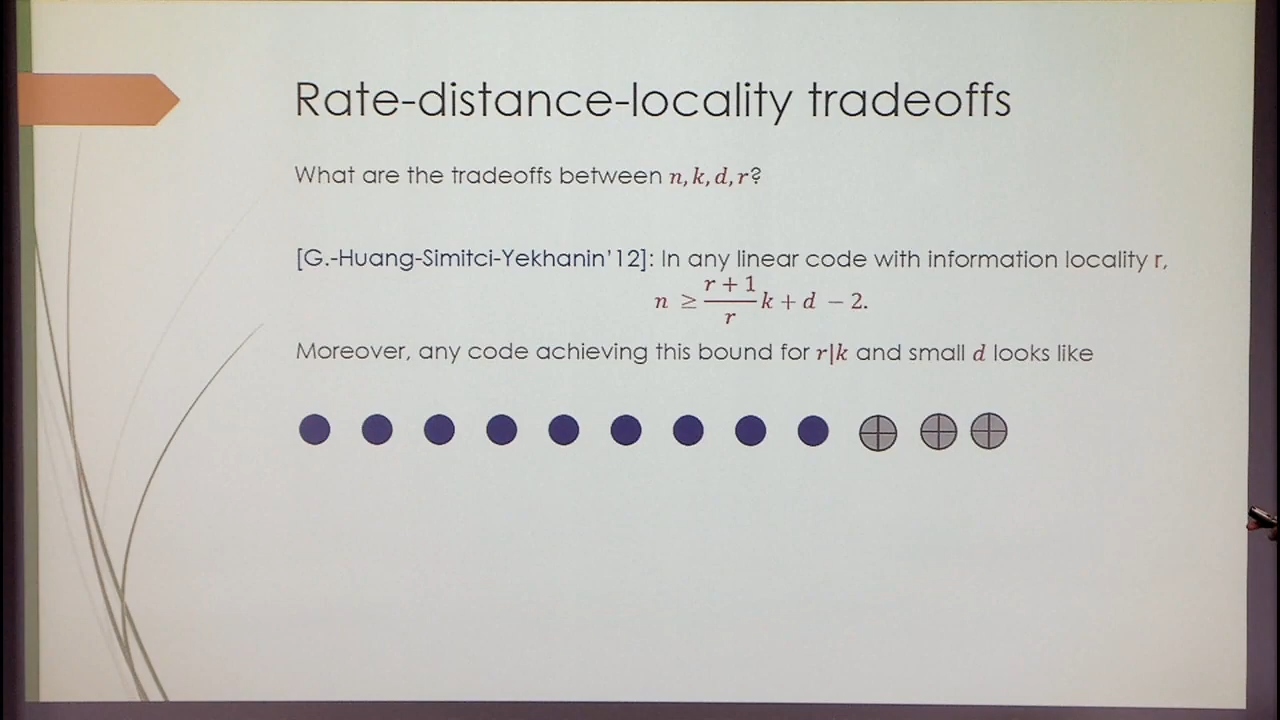 Rate-distance-locality tradeoffs
What are the tradeoffs between n, k, d, r?
[G.-Huang-Simitci-Yekhanin'12]: In any linear code with information locality r,
n ≥ (r + 1)/r k + d − 2.
Moreover, any code achieving this bound for r|k and small d looks like